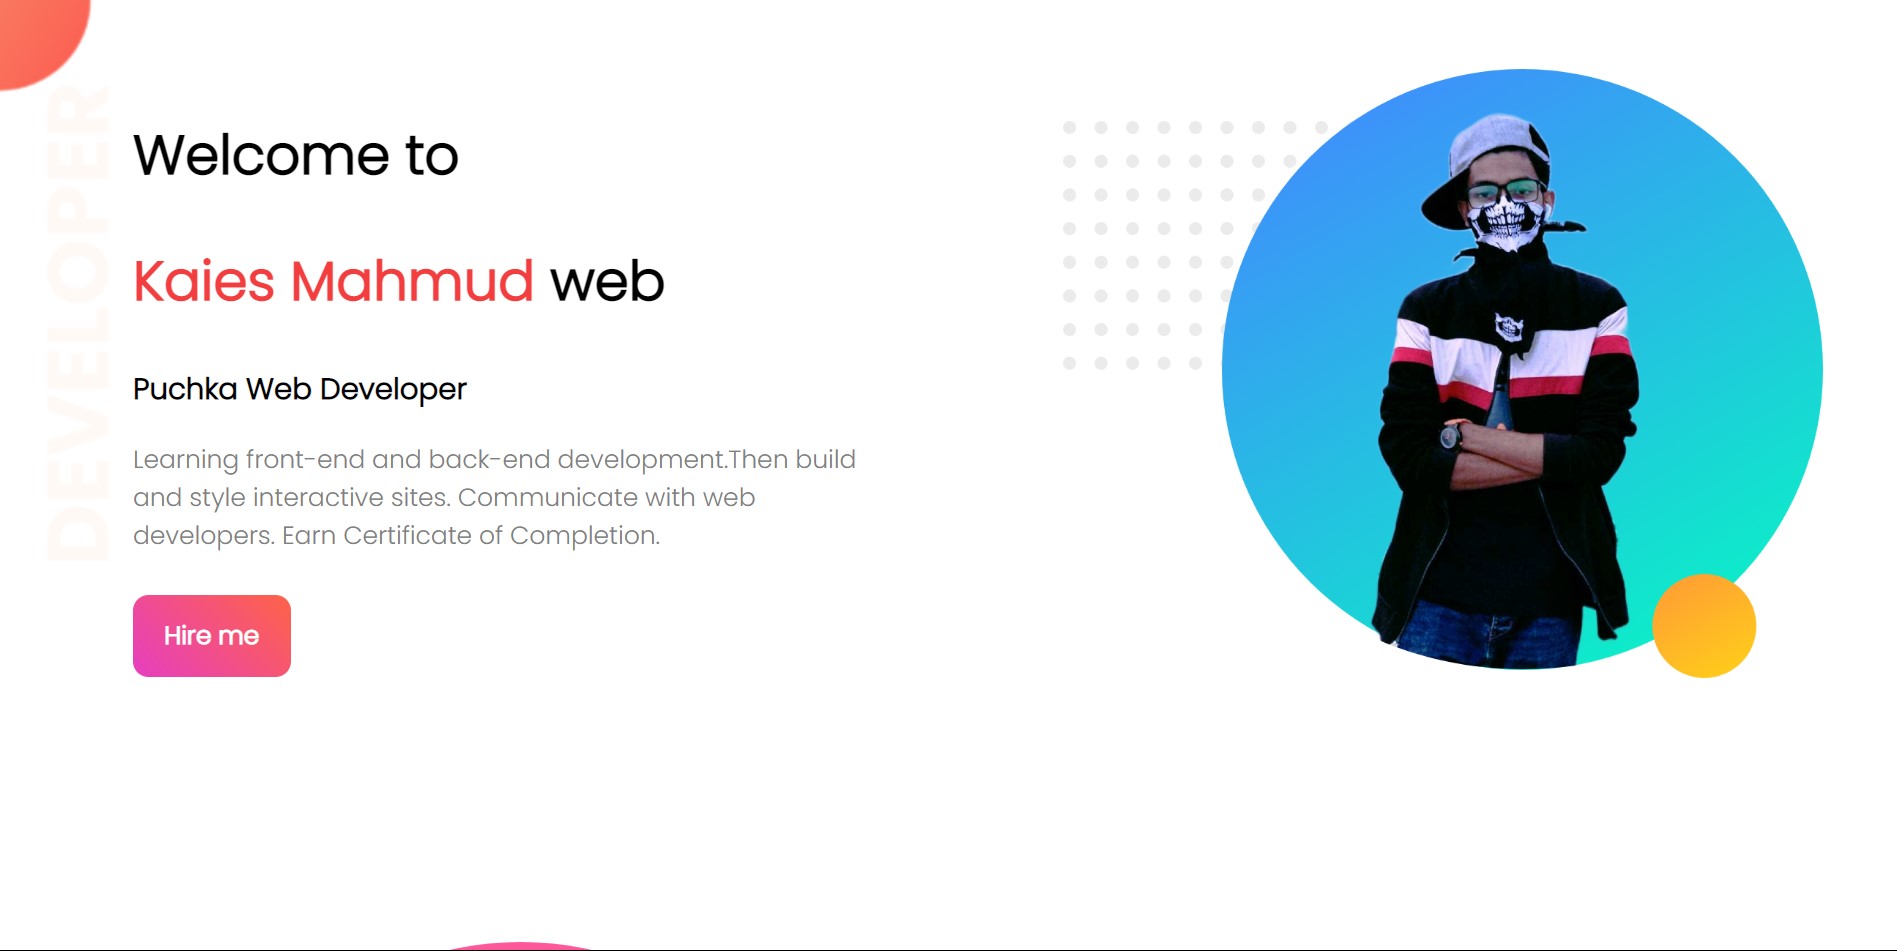 DEVELOPER
Welcome to
Kaies Mahmud web
Puchka Web Developer
Learning front-end and back-end development.Then build
and style interactive sites. Communicate with web
developers. Earn Certificate of Completion.
Hire me